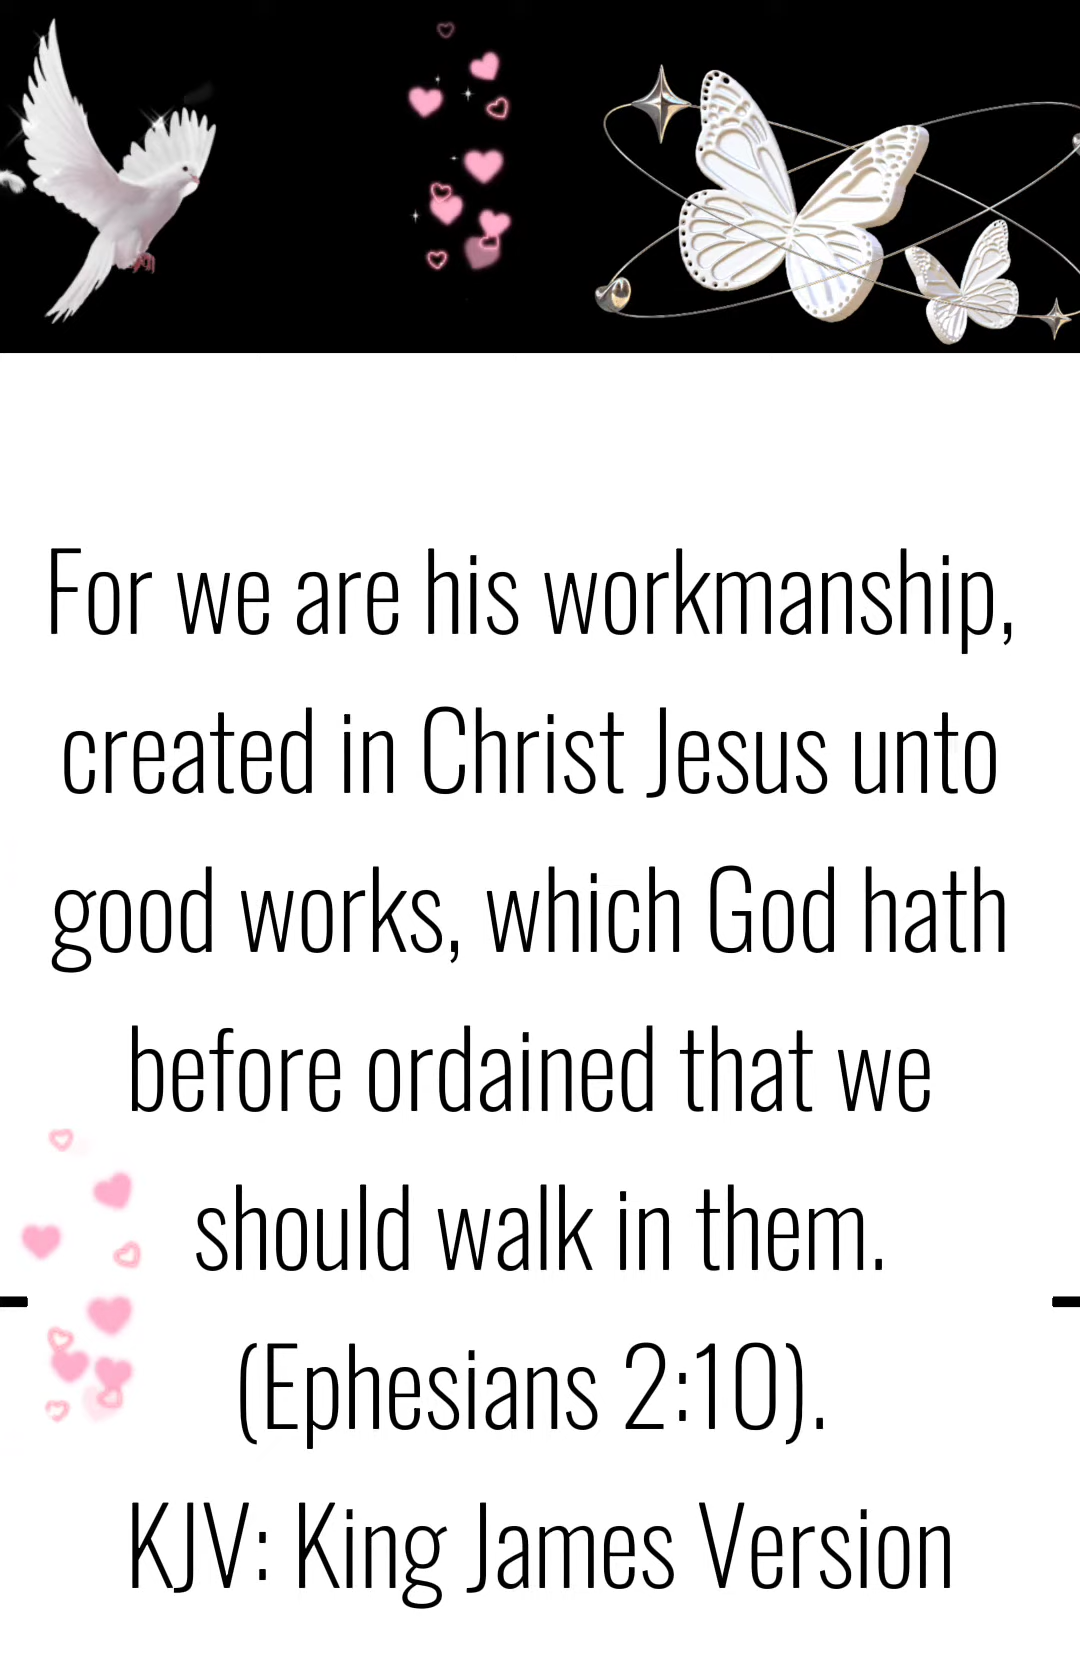 For we are his workmanship,
created in Christ Jesus unto
good works, which God hath
before ordained that we
should walk in them.
(Ephesians 2:10).
KJV: King James Version